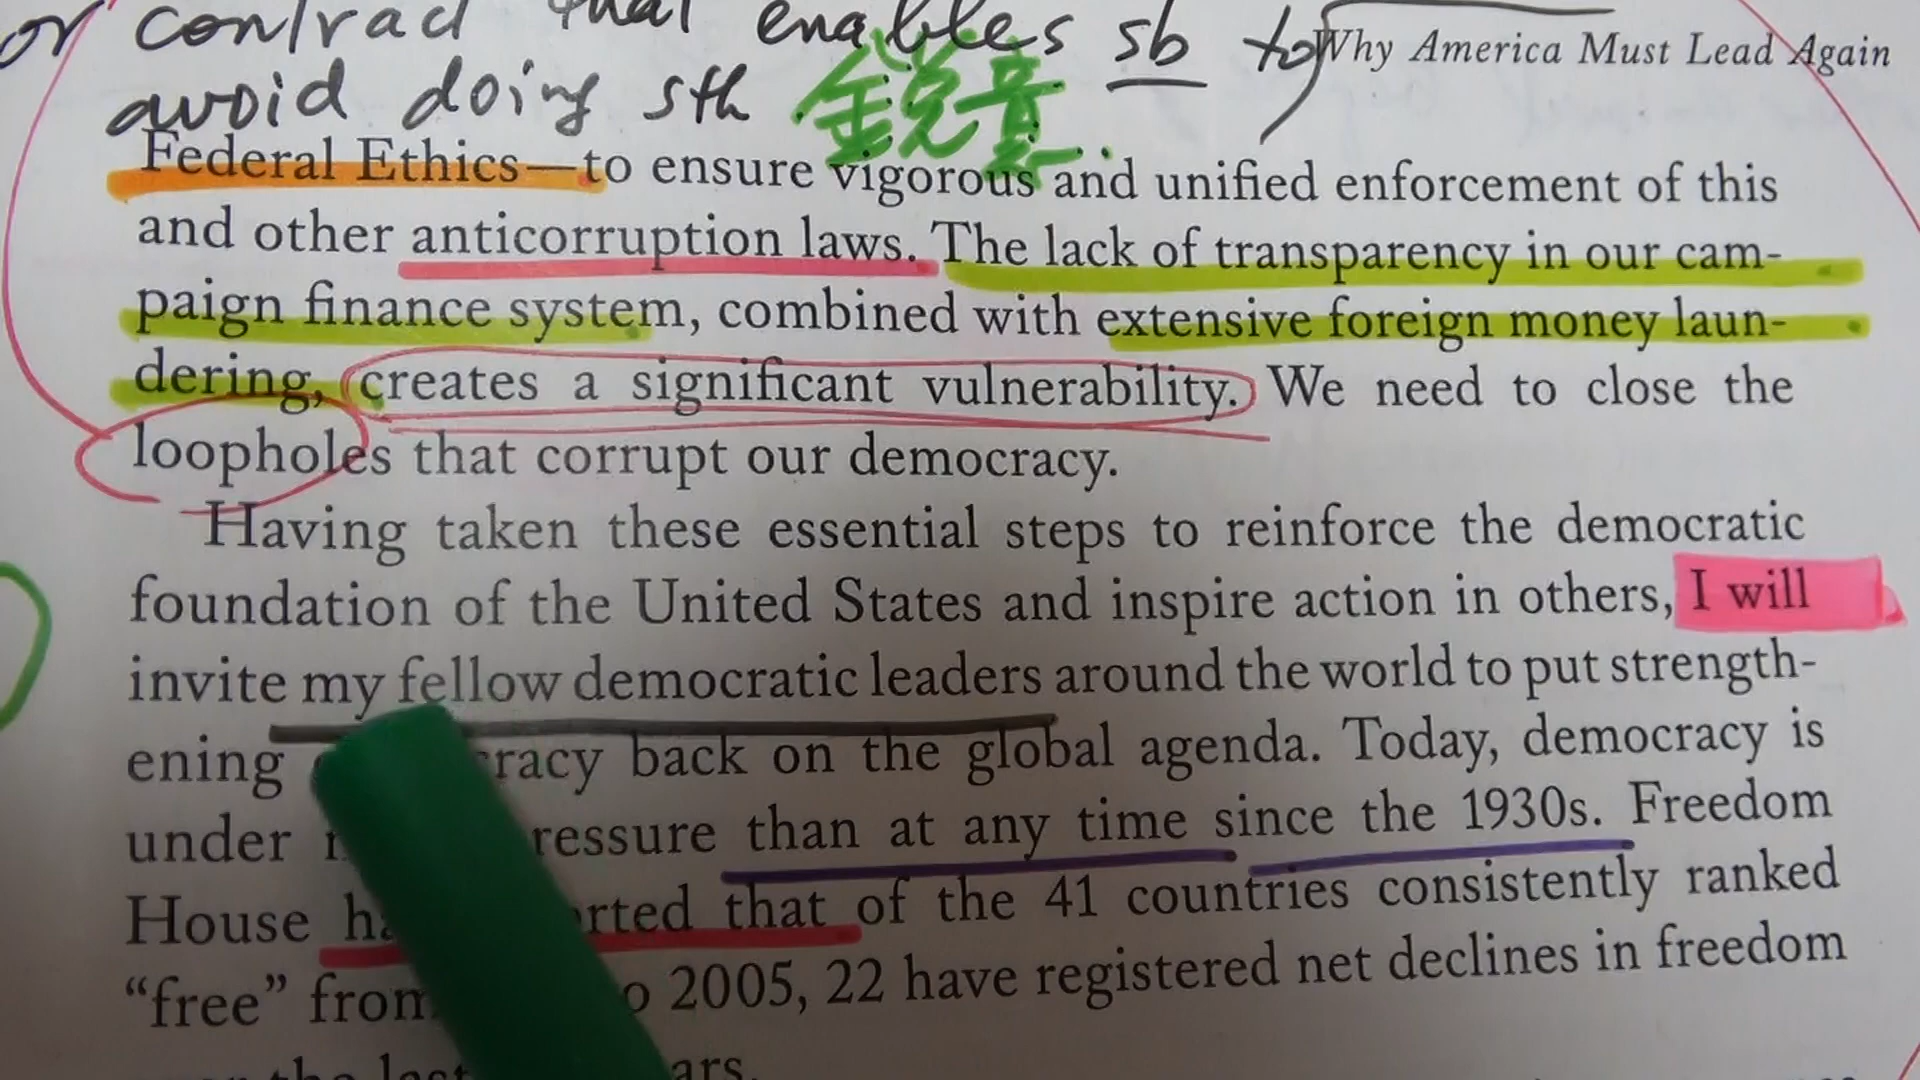 or contract that enables sb to
Why America Must Lead Again
avoid doing sth 鋭意
Federal Ethics—to ensure vigorous and unified enforcement of this
and other anticorruption laws. The lack of transparency in our cam-
paign finance system, combined with extensive foreign money laun-
dering, creates a significant vulnerability. We need to close the
loopholes that corrupt our democracy.
Having taken these essential steps to reinforce the democratic
foundation of the United States and inspire action in others, I will
invite my fellow democratic leaders around the world to put strength-
ening cracy back on the global agenda. Today, democracy is
under ressure than at any time since the 1930s. Freedom
House ha rted that of the 41 countries consistently ranked
“free” from o 2005, 22 have registered net declines in freedom